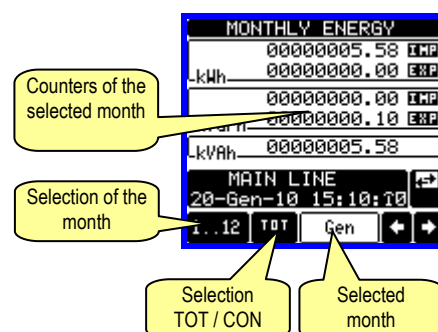 MONTHLY ENERGY
00000005.58 IMP
kWh 00000000.00 EXP
Counters of the
selected month
00000000.00 IMP
00000000.10 EXP
kVAh 00000005.58
MAIN LINE
20-Gen-10 15:10:10
Selection of the
month
1..12 TOT Gen
Selection
TOT / CON
Selected
month